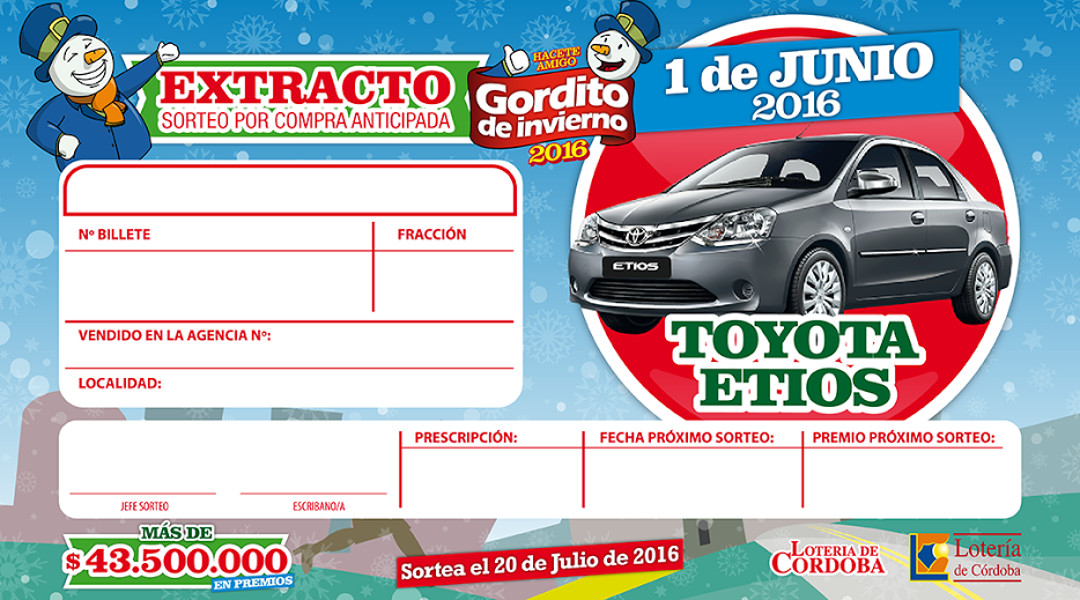 EXTRACTO
SORTEO POR COMPRA ANTICIPADA
HACETE
AMIGO
Gordito
de invierno
2016
1 de JUNIO
2016
Nº BILLETE
FRACCIÓN
VENDIDO EN LA AGENCIA Nº:
LOCALIDAD:
ETIOS
TOYOTA
ETIOS
PRESCRIPCIÓN:
FECHA PRÓXIMO SORTEO:
PREMIO PRÓXIMO SORTEO:
JEFE SORTEO
ESCRIBANO/A
MÁS DE
$ 43.500.000
EN PREMIOS
Sortea el 20 de Julio de 2016
LOTERIA DE
CORDOBA
Lotería
de Córdoba